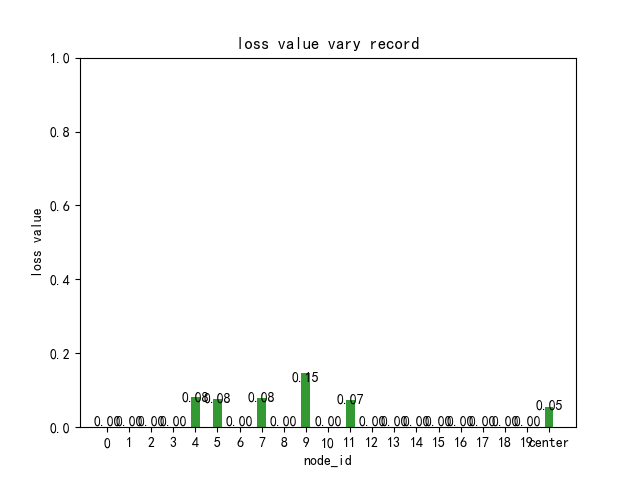 loss value vary record
loss value
1.0
0.8
0.6
0.4
0.2
0.0
0.00 0.00 0.00 0.00 0.08 0.08 0.00 0.08 0.00 0.15 0.00 0.07 0.00 0.00 0.00 0.00 0.00 0.00 0.00 0.00 0.05
0 1 2 3 4 5 6 7 8 9 10 11 12 13 14 15 16 17 18 19 center
node_id